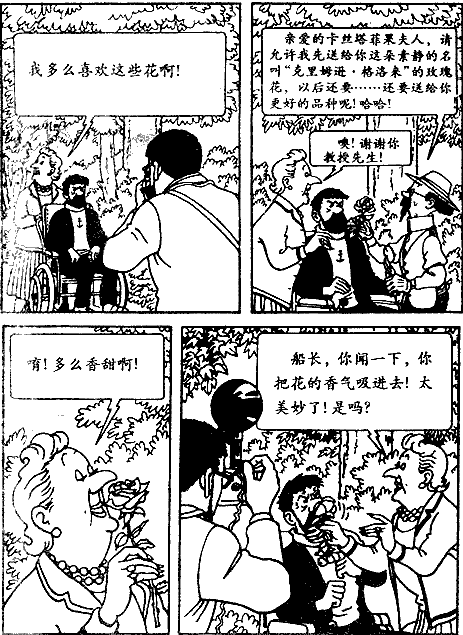 我多么喜欢这些花啊!
亲爱的卡丝塔菲果夫人,请
允许我先送给你这朵素静的名
叫“克里姆逊·格洛来”的玫瑰
花,以后还要……还要送给你
更好的品种呢!哈哈!
噢!谢谢你
教授先生!
唷!多么香甜啊!
船长,你闻一下,你
把花的香气吸进去!太
美妙了!是吗?